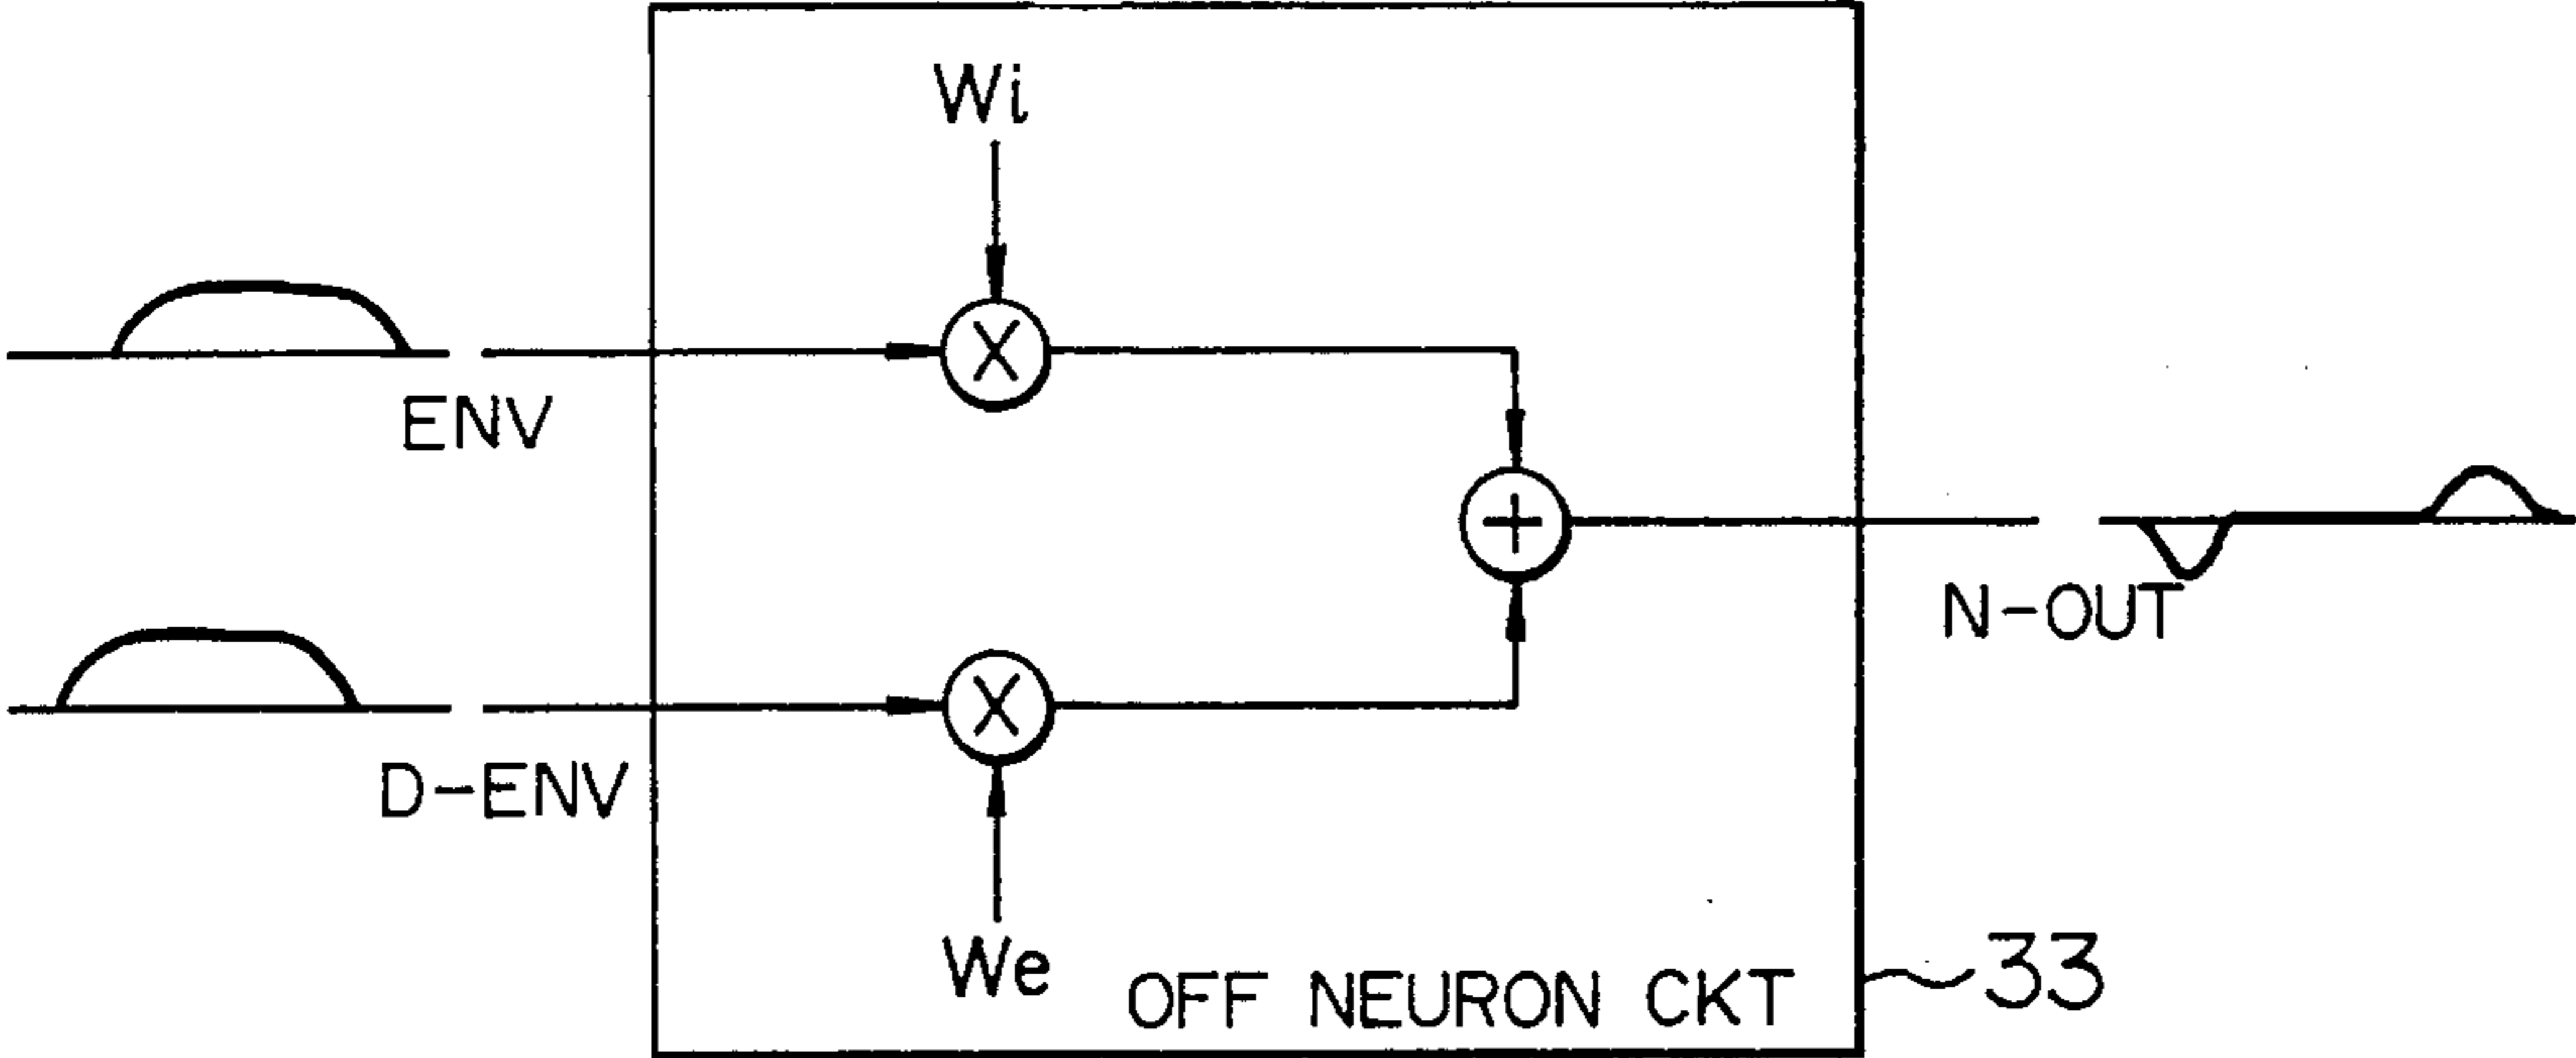 Wi
ENV
N-OUT
D-ENV
We
OFF NEURON CKT
33